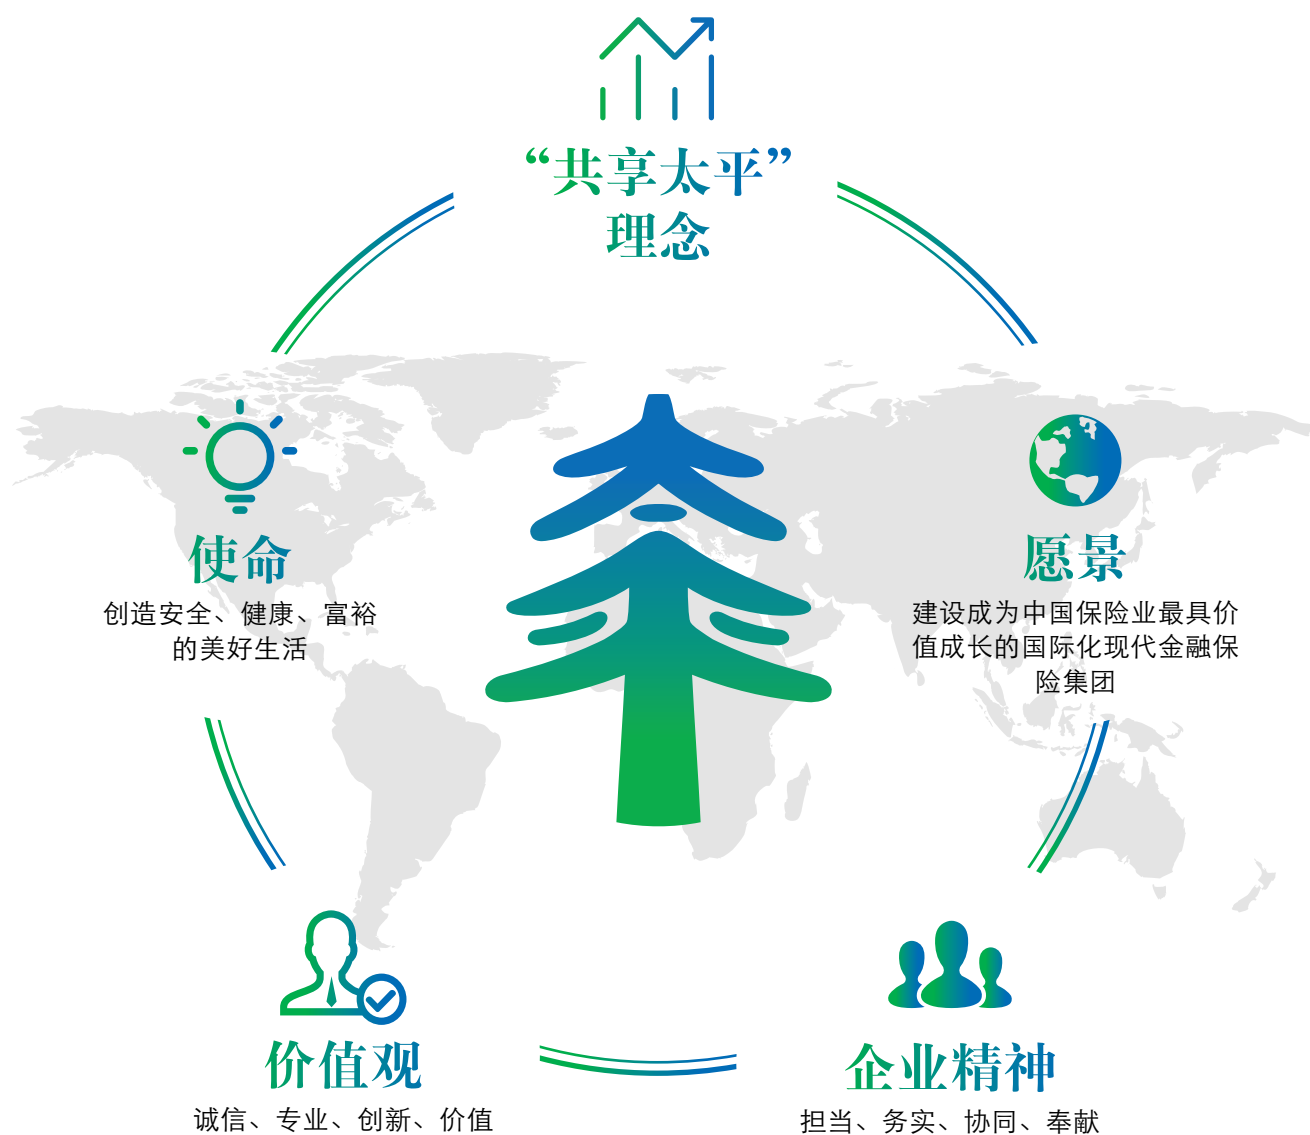 “共享太平”
理念
使命
创造安全、健康、富裕
的美好生活
愿景
建设成为中国保险业最具价
值成长的国际化现代金融保
险集团
价值观
诚信、专业、创新、价值
企业精神
担当、务实、协同、奉献